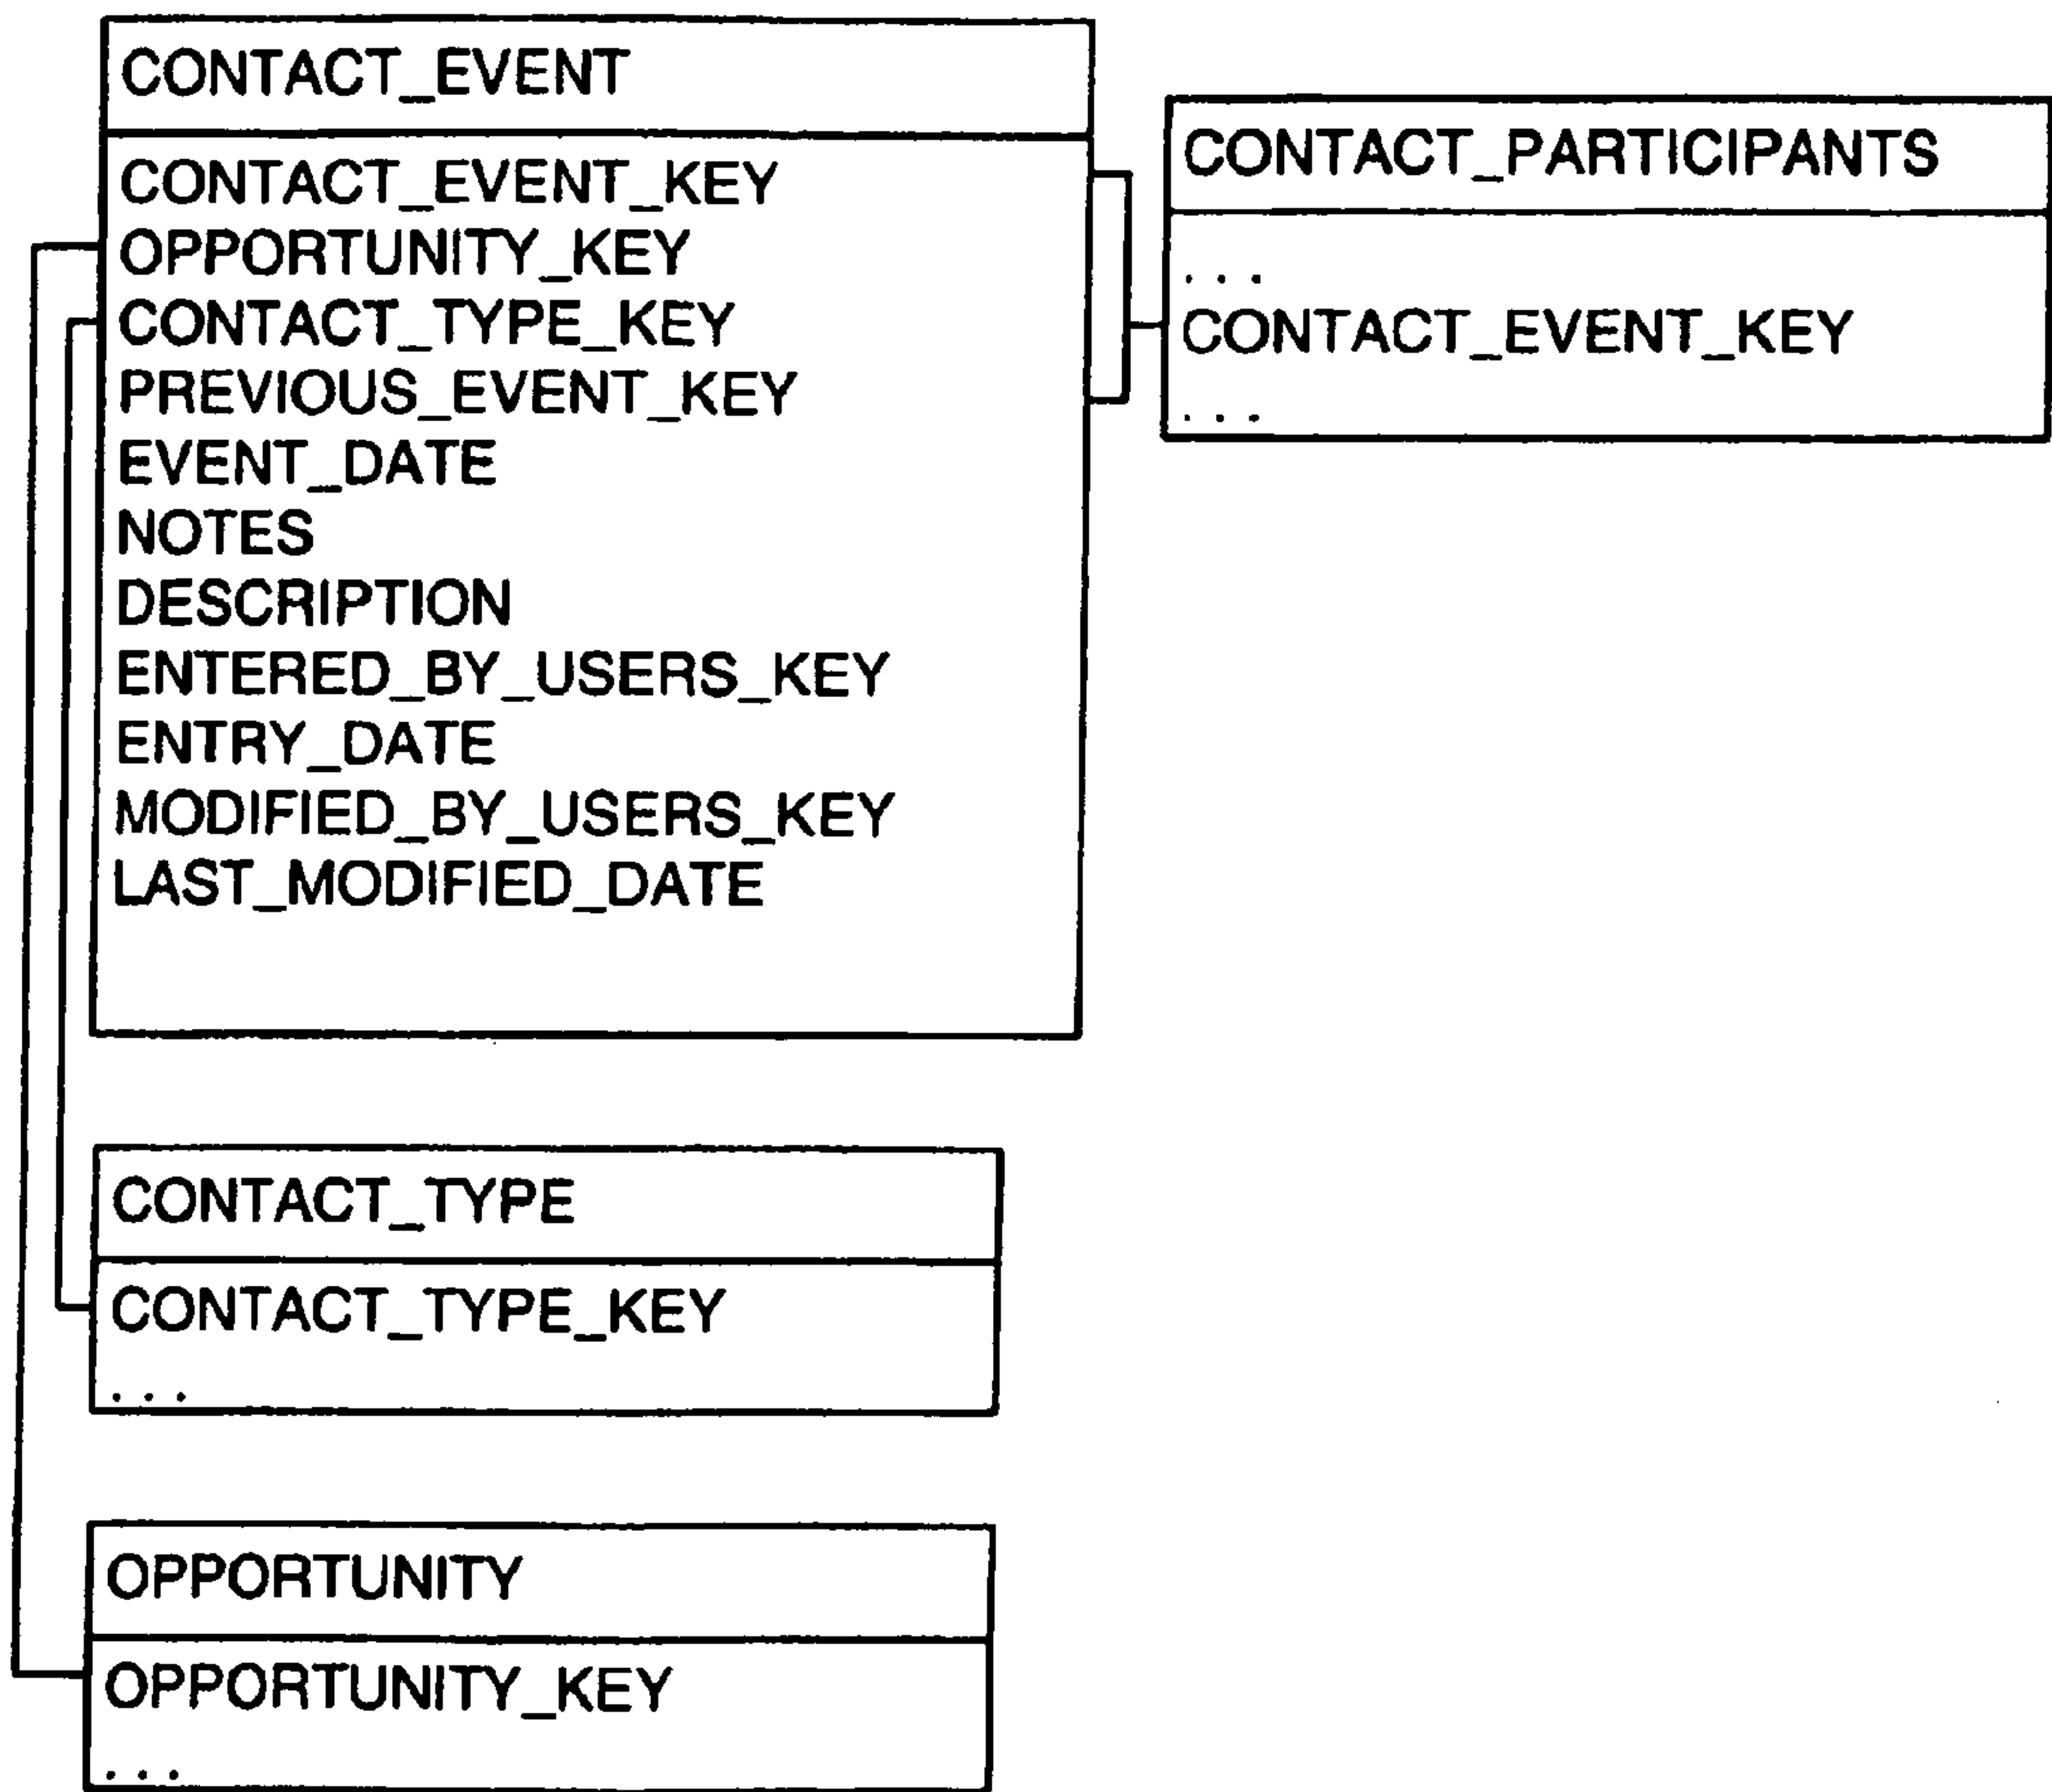 CONTACT_EVENT
CONTACT_EVENT_KEY
OPPORTUNITY_KEY
CONTACT_TYPE_KEY
PREVIOUS_EVENT_KEY
EVENT_DATE
NOTES
DESCRIPTION
ENTERED_BY_USERS_KEY
ENTRY_DATE
MODIFIED_BY_USERS_KEY
LAST_MODIFIED_DATE
CONTACT_PARTICIPANTS
. . .
CONTACT_EVENT_KEY
. . .
CONTACT_TYPE
CONTACT_TYPE_KEY
. . .
OPPORTUNITY
OPPORTUNITY_KEY
. . .